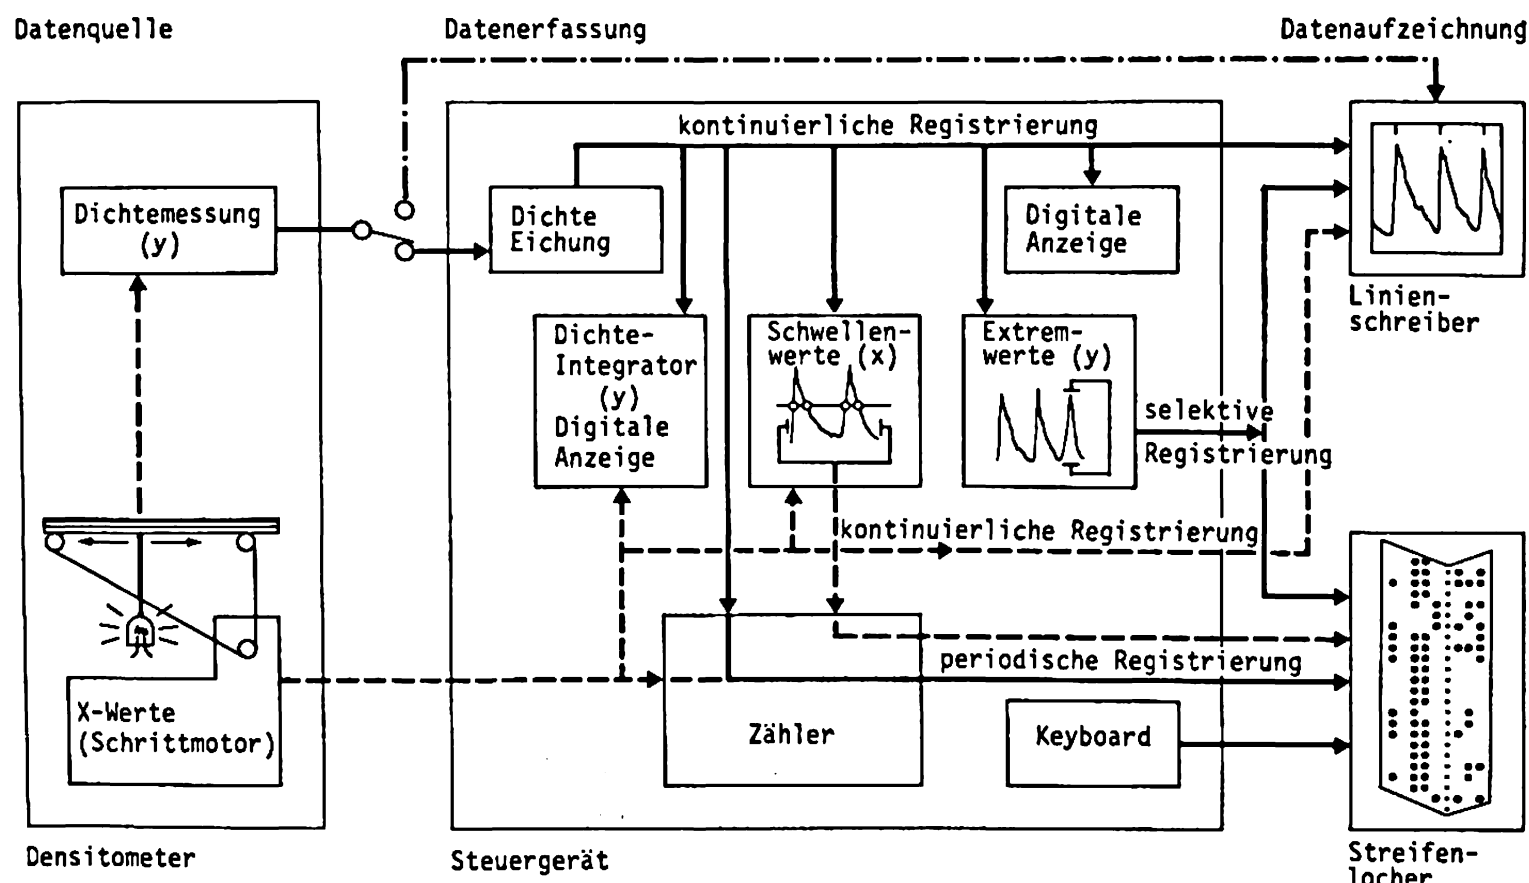 Datenquelle
Datenerfassung
Datenaufzeichnung
kontinuierliche Registrierung
Dichtemessung
(y)
Dichte
Eichung
Digitale
Anzeige
Linien-
schreiber
Dichte-
Integrator
(y)
Digitale
Anzeige
Schwellen-
werte (x)
Extrem-
werte (y)
selektive
Registrierung
kontinuierliche Registrierung
periodische Registrierung
X-Werte
(Schrittmotor)
Zähler
Keyboard
Densitometer
Steuergerät
Streifen-
locher